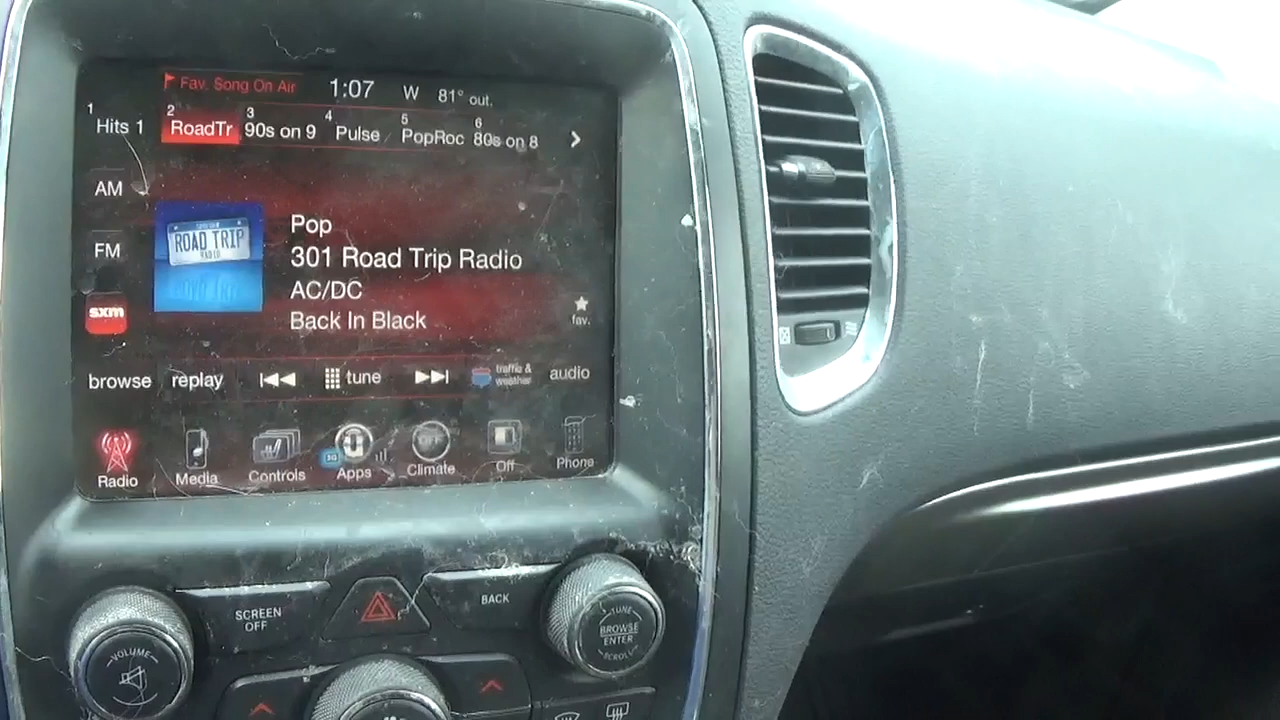 Fav. Song On Air 1:07 W 81° out.
1 Hits 1 2 RoadTr 3 90s on 9 4 Pulse 5 PopRoc 6 80s on 8
AM
FM
sxm
ROAD TRIP
RADIO
Pop
301 Road Trip Radio
AC/DC
Back In Black
fav.
browse replay tune traffic & weather audio
3G OFF
Radio Media Controls Apps Climate Off Phone
SCREEN OFF
BACK
VOLUME
TUNE
BROWSE
ENTER
SCROLL